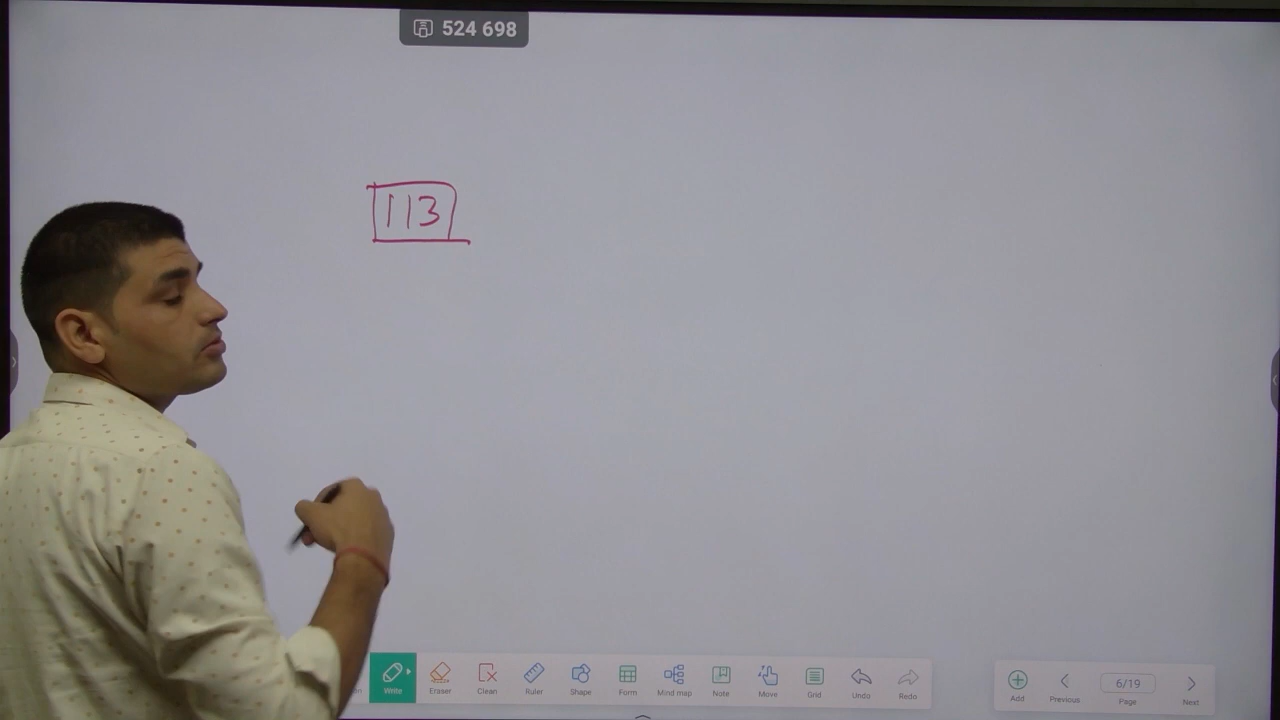 524 698
113
Write Eraser Clean Ruler Shape Form Mind map Note Move Grid Undo Redo
Add Previous 6/19 Page Next